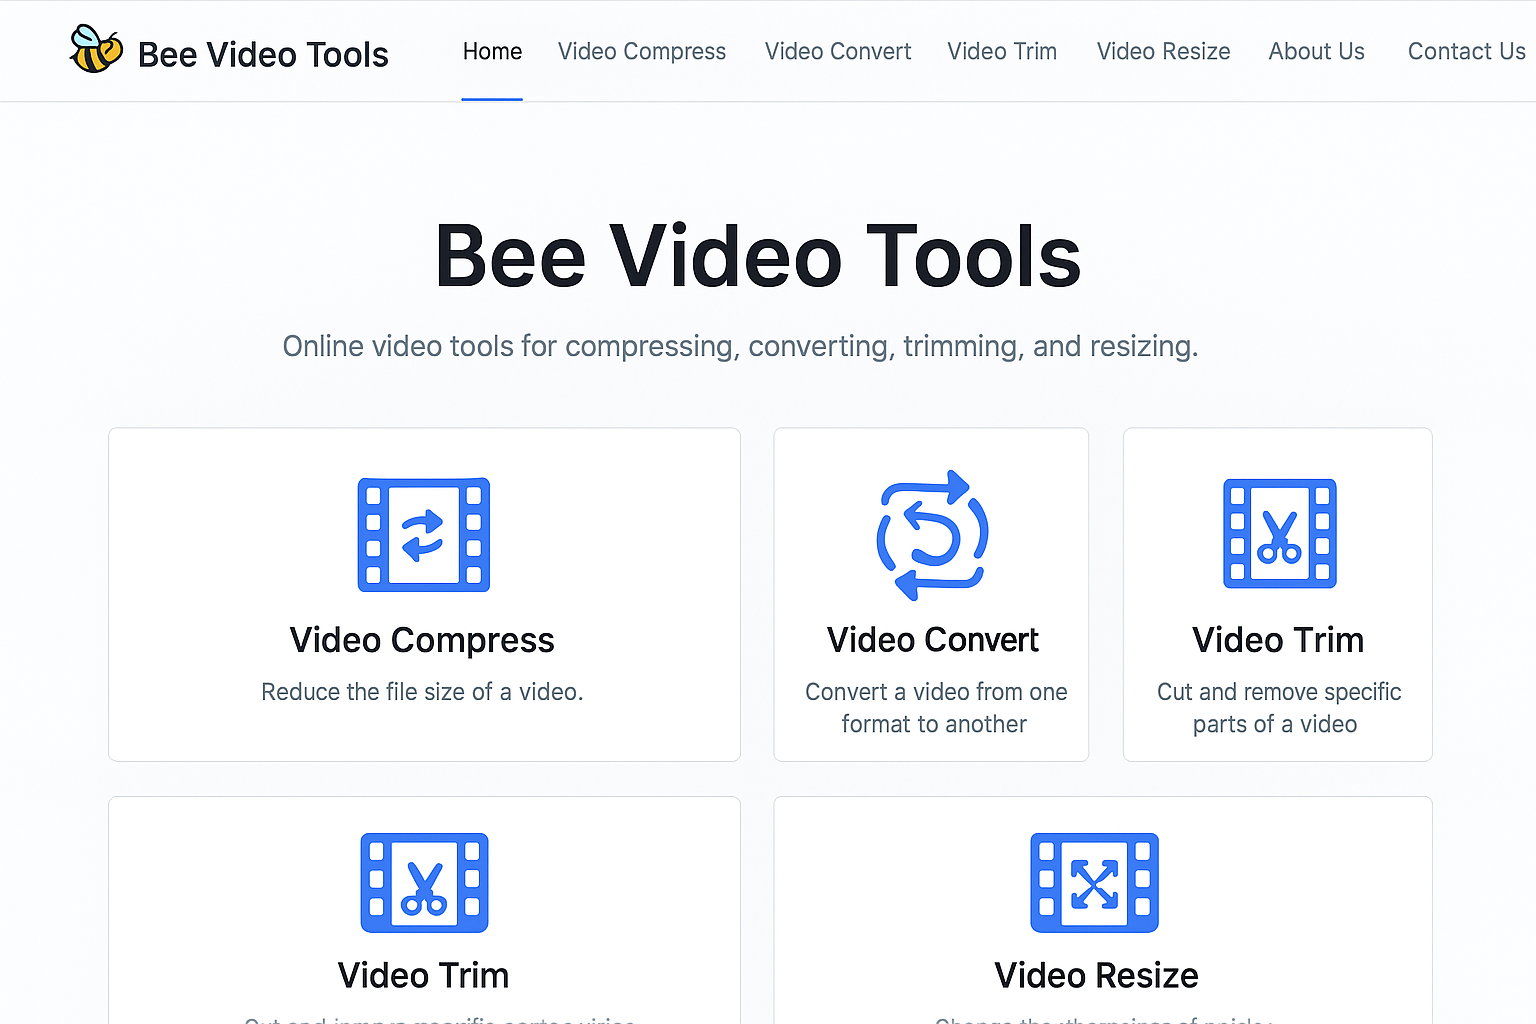 Bee Video Tools
Home
Video Compress
Video Convert
Video Trim
Video Resize
About Us
Contact Us
Bee Video Tools
Online video tools for compressing, converting, trimming, and resizing.
Video Compress
Reduce the file size of a video.
Video Convert
Convert a video from one
format to another
Video Trim
Cut and remove specific
parts of a video
Video Trim
Video Resize